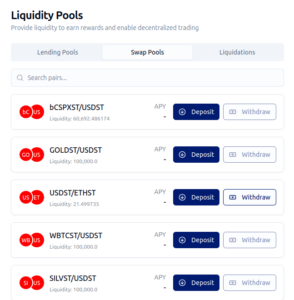 Liquidity Pools
Provide liquidity to earn rewards and enable decentralized trading
Lending Pools
Swap Pools
Liquidations
Search pairs...
bC US
bCSPXST/USDST
Liquidity: 60,692.486174
APY
-
Deposit
Withdraw
GO US
GOLDST/USDST
Liquidity: 100,000.0
APY
-
Deposit
Withdraw
US ET
USDST/ETHST
Liquidity: 21.499735
APY
-
Deposit
Withdraw
WB US
WBTCST/USDST
Liquidity: 100,000.0
APY
-
Deposit
Withdraw
SI US
SILVST/USDST
Liquidity: 100,000.0
APY
-
Deposit
Withdraw